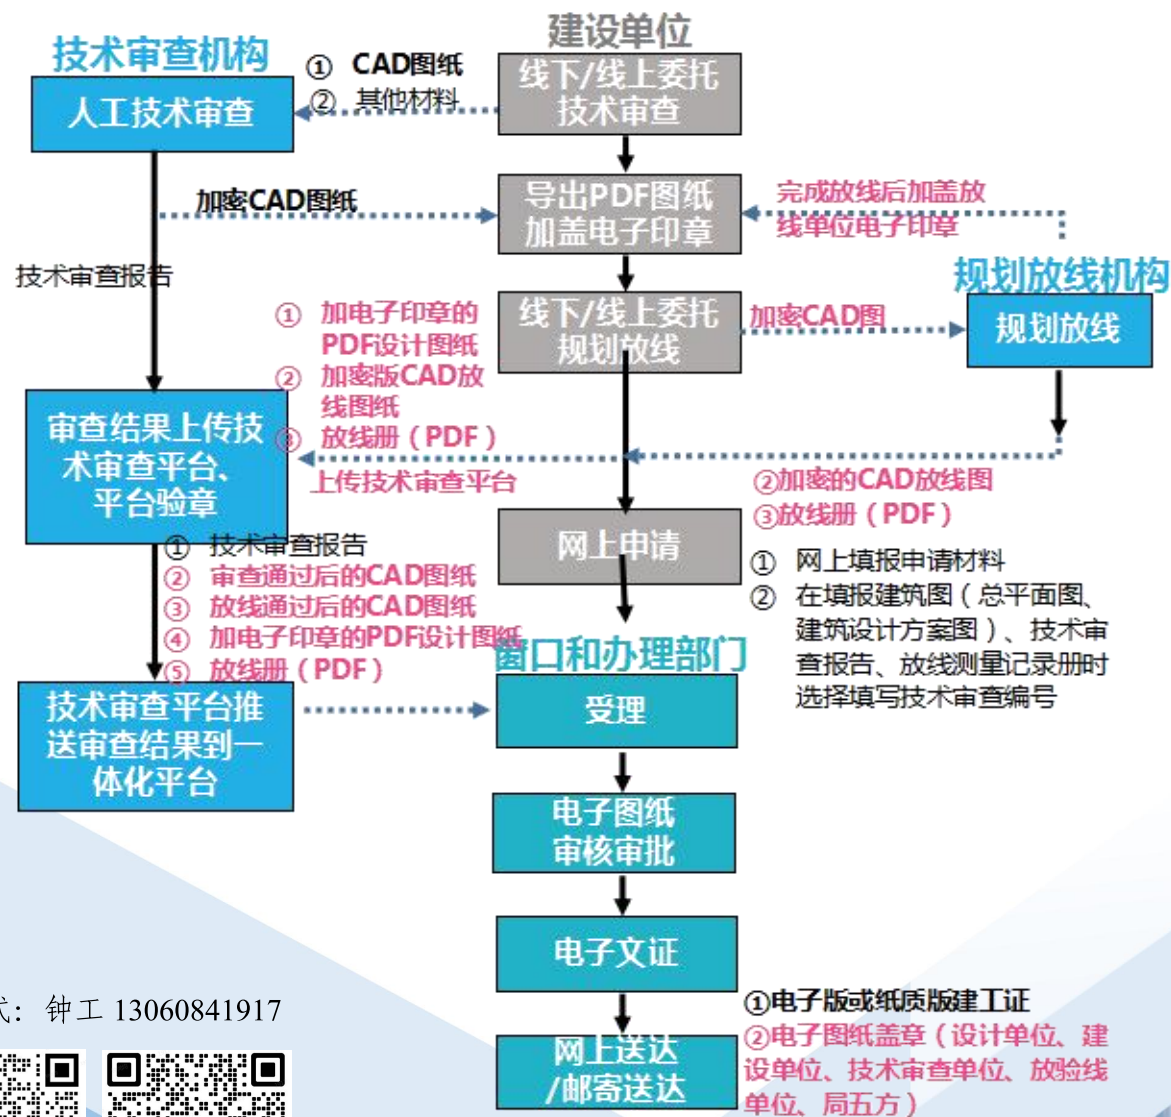 建设单位
技术审查机构
① CAD图纸
② 其他材料
线下/线上委托
技术审查
人工技术审查
加密CAD图纸
导出PDF图纸
加盖电子印章
完成放线后加盖放
线单位电子印章
技术审查报告
规划放线机构
① 加电子印章的
PDF设计图纸
② 加密版CAD放
线图纸
③ 放线册（PDF）
上传技术审查平台
线下/线上委托
规划放线
加密CAD图
规划放线
审查结果上传技
术审查平台、
平台验章
②加密的CAD放线图
③放线册（PDF）
网上申请
① 网上填报申请材料
② 在填报建筑图（总平面图、
建筑设计方案图）、技术审
查报告、放线测量记录册时
选择填写技术审查编号
① 技术审查报告
② 审查通过后的CAD图纸
③ 放线通过后的CAD图纸
④ 加电子印章的PDF设计图纸
⑤ 放线册（PDF）
窗口和办理部门
技术审查平台推
送审查结果到一
体化平台
受理
电子图纸
审核审批
电子文证
式：钟工 13060841917
网上送达
/邮寄送达
①电子版或纸质版建工证
②电子图纸盖章（设计单位、建
设单位、技术审查单位、放验线
单位、局五方）